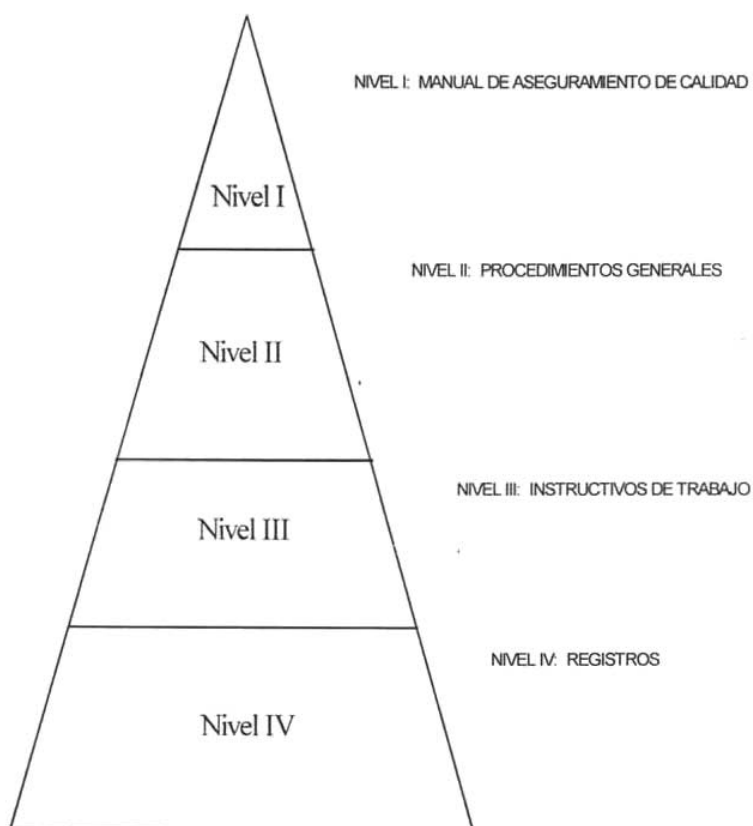 NIVEL I: MANUAL DE ASEGURAMIENTO DE CALIDAD
Nivel I
NIVEL II: PROCEDIMIENTOS GENERALES
Nivel II
NIVEL III: INSTRUCTIVOS DE TRABAJO
Nivel III
NIVEL IV: REGISTROS
Nivel IV